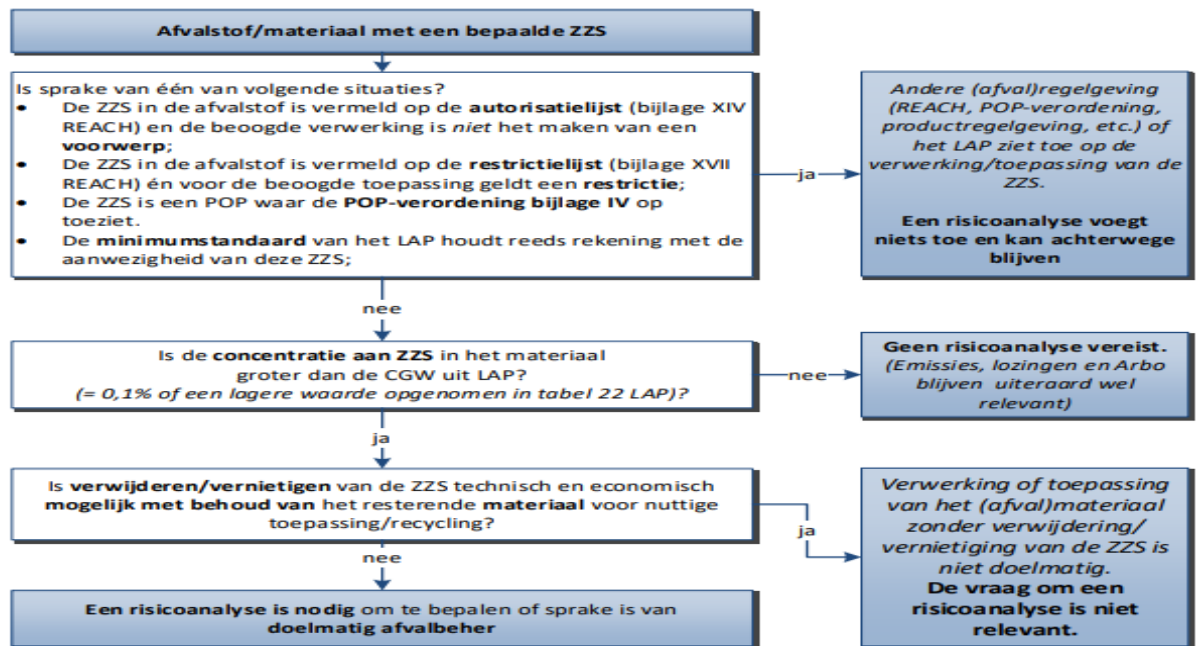 Afvalstof/materiaal met een bepaalde ZZS
Is sprake van één van volgende situaties?
• De ZZS in de afvalstof is vermeld op de autorisatielijst (bijlage XIV
REACH) en de beoogde verwerking is niet het maken van een
voorwerp;
• De ZZS in de afvalstof is vermeld op de restrictielijst (bijlage XVII
REACH) én voor de beoogde toepassing geldt een restrictie;
• De ZZS is een POP waar de POP-verordening bijlage IV op
toeziet.
• De minimumstandaard van het LAP houdt reeds rekening met de
aanwezigheid van deze ZZS;
ja
Andere (afval)regelgeving
(REACH, POP-verordening,
productregelgeving, etc.) of
het LAP ziet toe op de
verwerking/toepassing van de
ZZS.
Een risicoanalyse voegt
niets toe en kan achterwege
blijven
nee
Is de concentratie aan ZZS in het materiaal
groter dan de CGW uit LAP?
(= 0,1% of een lagere waarde opgenomen in tabel 22 LAP)?
nee
Geen risicoanalyse vereist.
(Emissies, lozingen en Arbo
blijven uiteraard wel
relevant)
ja
Is verwijderen/vernietigen van de ZZS technisch en economisch
mogelijk met behoud van het resterende materiaal voor nuttige
toepassing/recycling?
ja
Verwerking of toepassing
van het (afval)materiaal
zonder verwijdering/
vernietiging van de ZZS is
niet doelmatig.
De vraag om een
risicoanalyse is niet
relevant.
nee
Een risicoanalyse is nodig om te bepalen of sprake is van
doelmatig afvalbeher